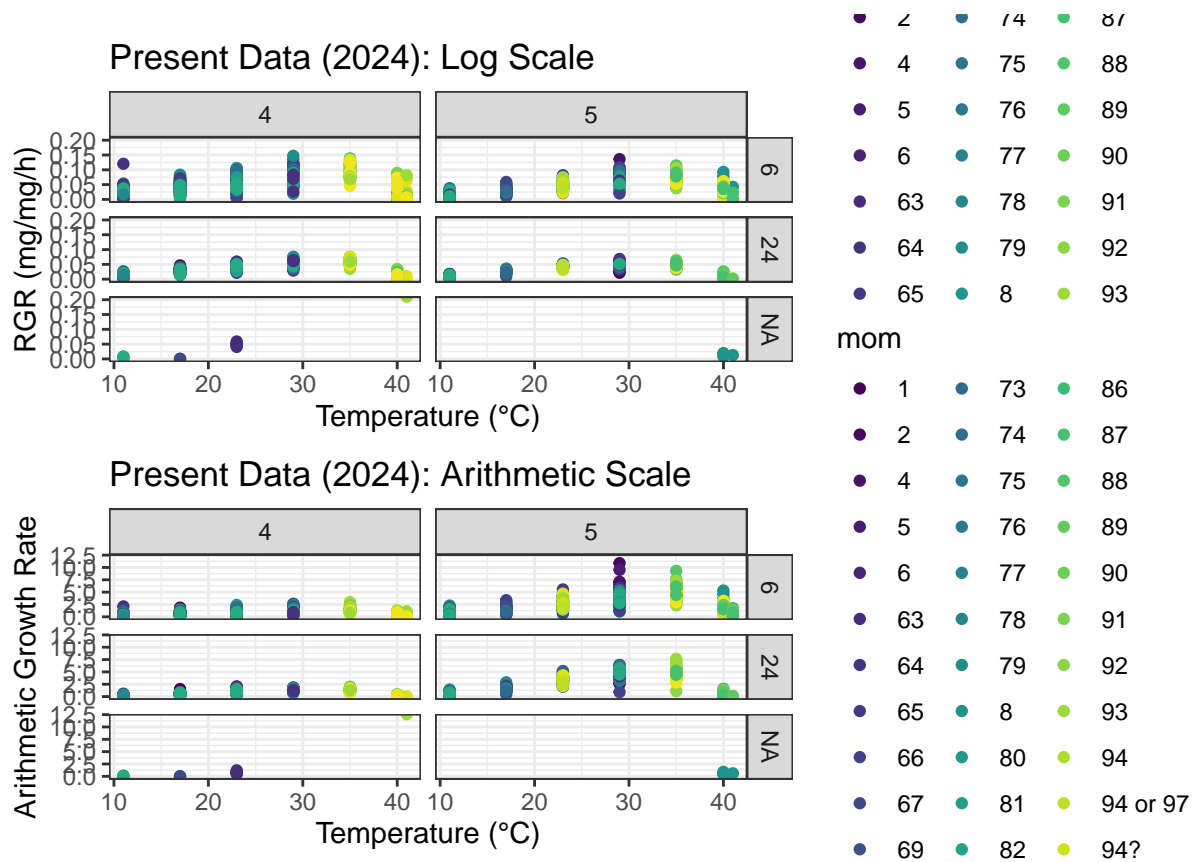 Present Data (2024): Log Scale
4 5
RGR (mg/mg/h)
0.20
0.15
0.10
0.05
0.00
6
0.20
0.15
0.10
0.05
0.00
24
0.20
0.15
0.10
0.05
0.00
NA
10 20 30 40 10 20 30 40
Temperature (°C)
Present Data (2024): Arithmetic Scale
4 5
Arithmetic Growth Rate
12.5
10.0
7.5
5.0
2.5
0.0
6
12.5
10.0
7.5
5.0
2.5
0.0
24
12.5
10.0
7.5
5.0
2.5
0.0
NA
10 20 30 40 10 20 30 40
Temperature (°C)
2 74 87
4 75 88
5 76 89
6 77 90
63 78 91
64 79 92
65 8 93
mom
1 73 86
2 74 87
4 75 88
5 76 89
6 77 90
63 78 91
64 79 92
65 8 93
66 80 94
67 81 94 or 97
69 82 94?